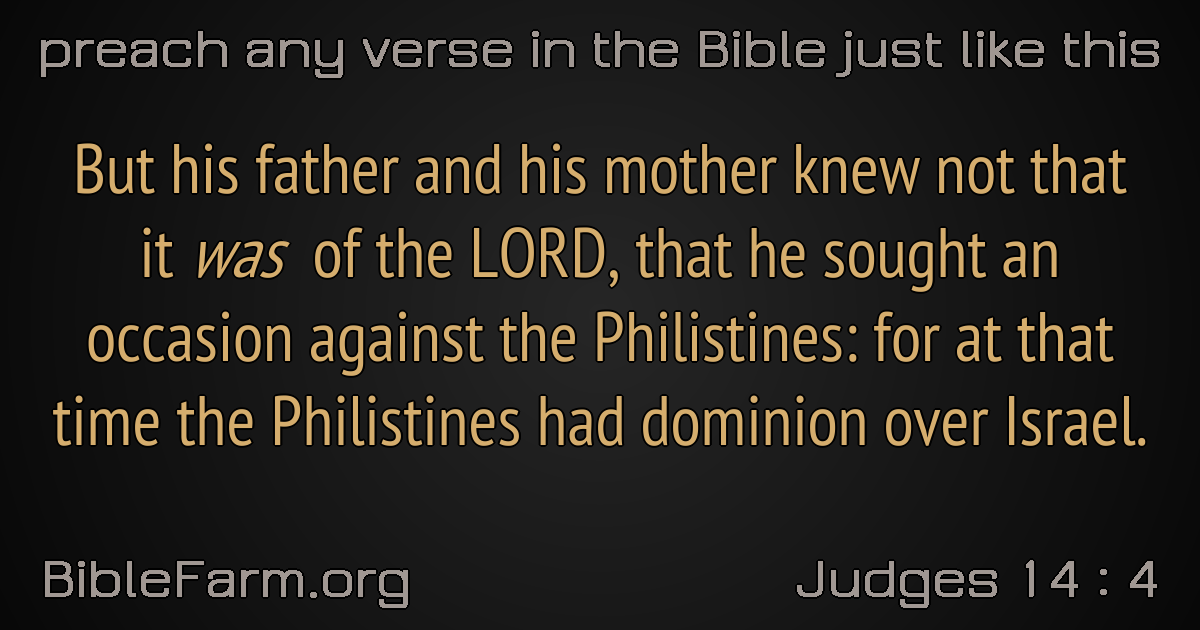 preach any verse in the Bible just like this
But his father and his mother knew not that
it was of the LORD, that he sought an
occasion against the Philistines: for at that
time the Philistines had dominion over Israel.
BibleFarm.org
Judges 14 : 4